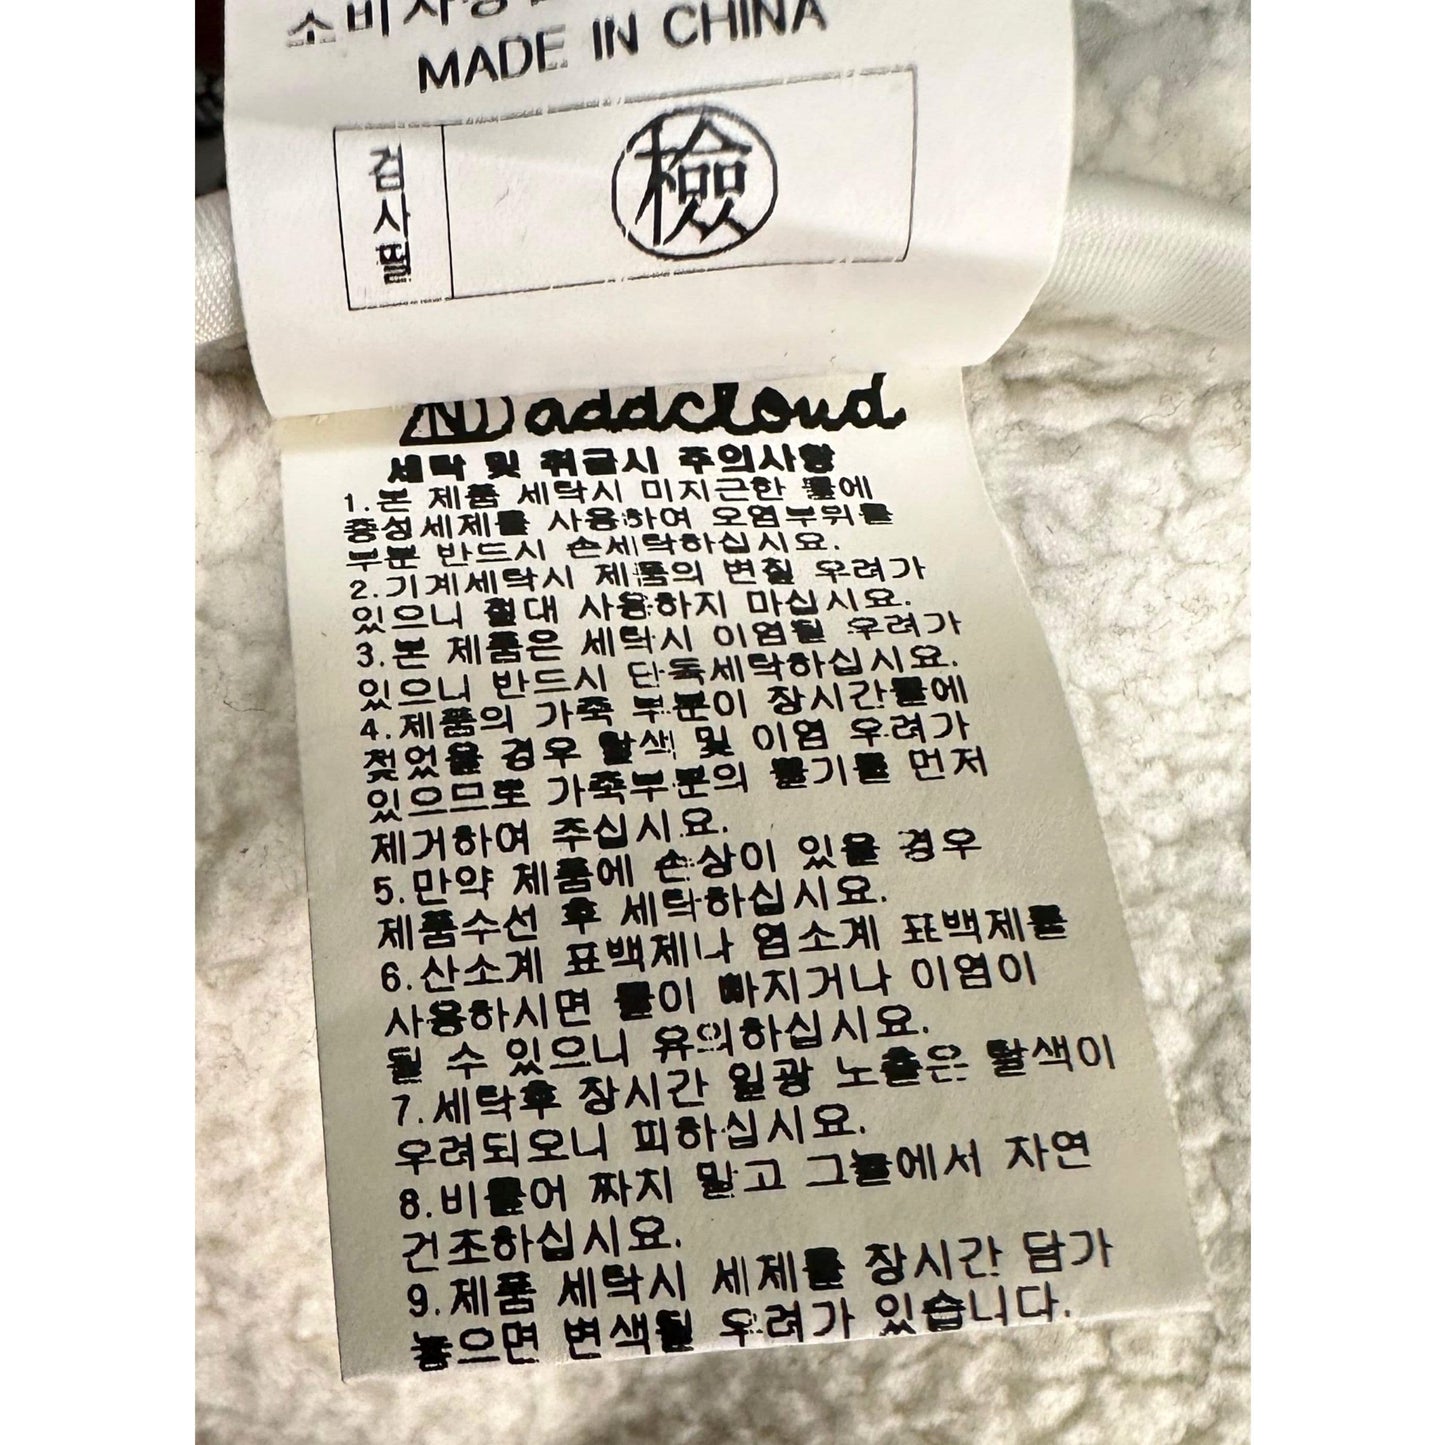 소비자상
MADE IN CHINA
검사필
檢
addcloud
세탁 및 취급시 주의사항
1.본 제품 세탁시 미지근한 물에
중성세제를 사용하여 오염부위를
부분 반드시 손세탁하십시요.
2.기계세탁시 제품의 변질 우려가
있으니 절대 사용하지 마십시요.
3.본 제품은 세탁시 이염될 우려가
있으니 반드시 단독세탁하십시요.
4.제품의 가죽 부분이 장시간물에
젖었을 경우 탈색 및 이염 우려가
있으므로 가죽부분의 물기를 먼저
제거하여 주십시요.
5.만약 제품에 손상이 있을 경우
제품수선 후 세탁하십시요.
6.산소계 표백제나 염소계 표백제를
사용하시면 물이 빠지거나 이염이
될 수 있으니 유의하십시요.
7.세탁후 장시간 일광 노출은 탈색이
우려되오니 피하십시요.
8.비틀어 짜지 말고 그늘에서 자연
건조하십시요.
9.제품 세탁시 세제를 장시간 담가
놓으면 변색될 우려가 있습니다.